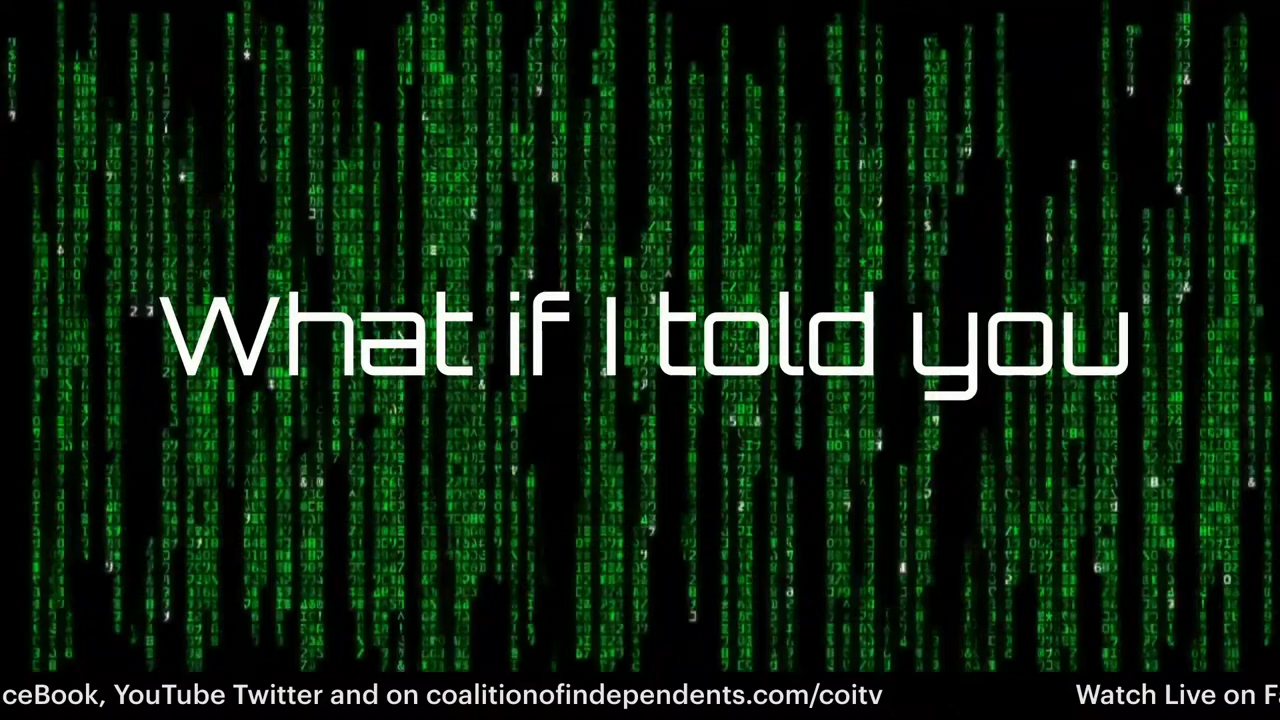 What if I told you
ceBook, YouTube Twitter and on coalitionofindependents.com/coitv Watch Live on F